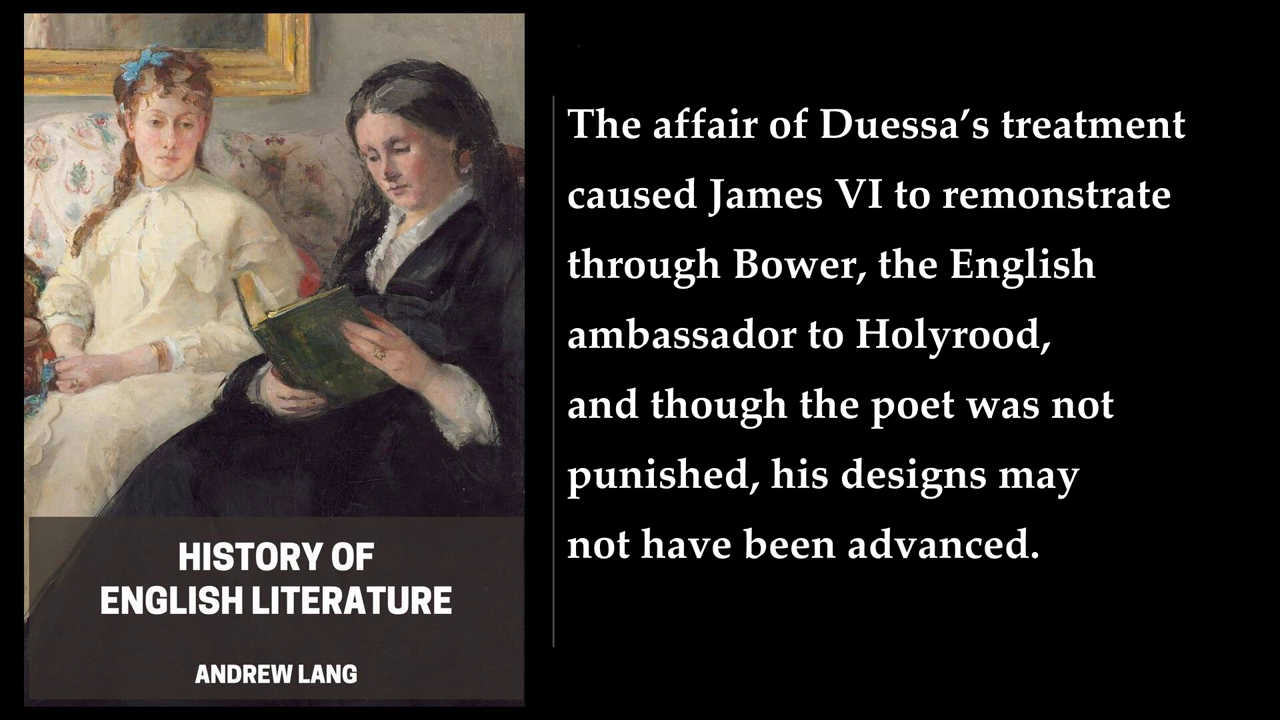 HISTORY OF
ENGLISH LITERATURE
ANDREW LANG
The affair of Duessa’s treatment
caused James VI to remonstrate
through Bower, the English
ambassador to Holyrood,
and though the poet was not
punished, his designs may
not have been advanced.